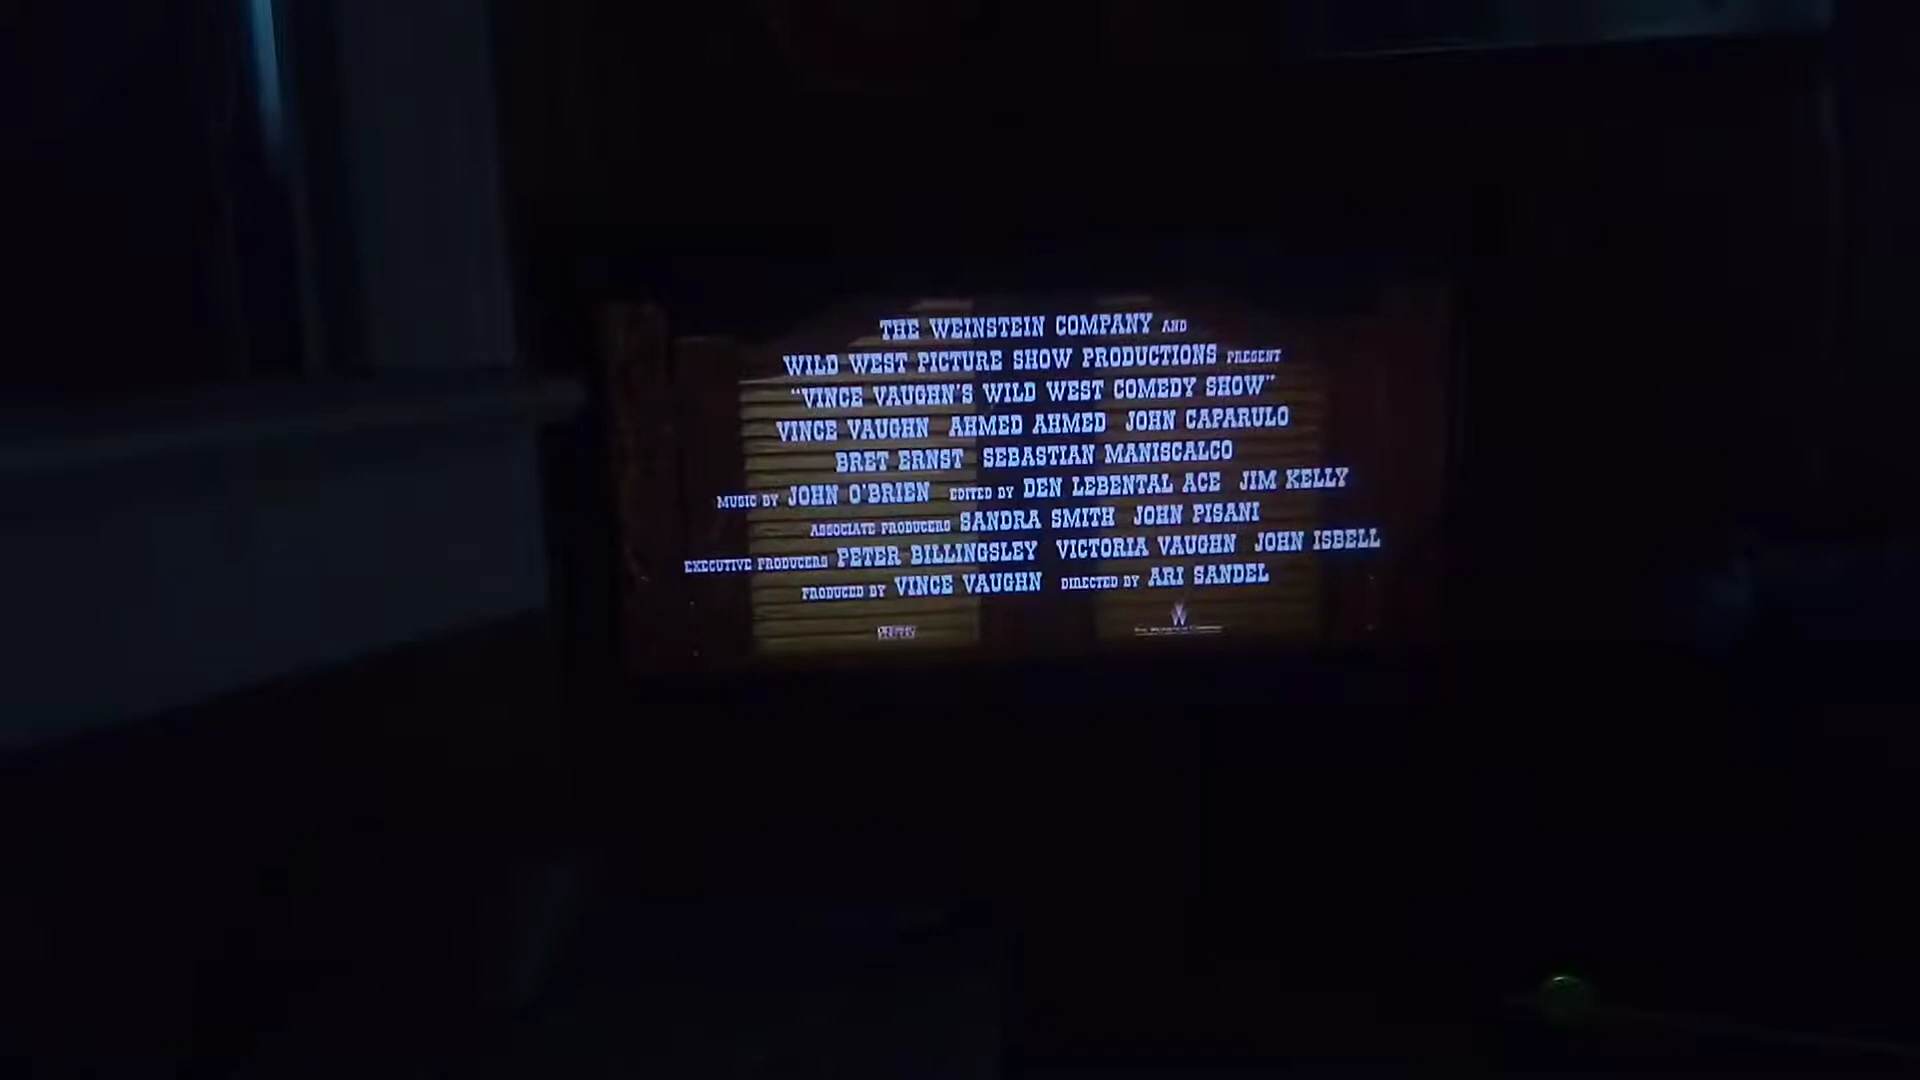 THE WEINSTEIN COMPANY AND
WILD WEST PICTURE SHOW PRODUCTIONS PRESENT
"VINCE VAUGHN'S WILD WEST COMEDY SHOW"
VINCE VAUGHN AHMED AHMED JOHN CAPARULO
BRET ERNST SEBASTIAN MANISCALCO
MUSIC BY JOHN O'BRIEN EDITED BY DEN LEBENTAL ACE JIM KELLY
ASSOCIATE PRODUCERS SANDRA SMITH JOHN PISANI
EXECUTIVE PRODUCERS PETER BILLINGSLEY VICTORIA VAUGHN JOHN ISBELL
PRODUCED BY VINCE VAUGHN DIRECTED BY ARI SANDEL
THE WEINSTEIN COMPANY